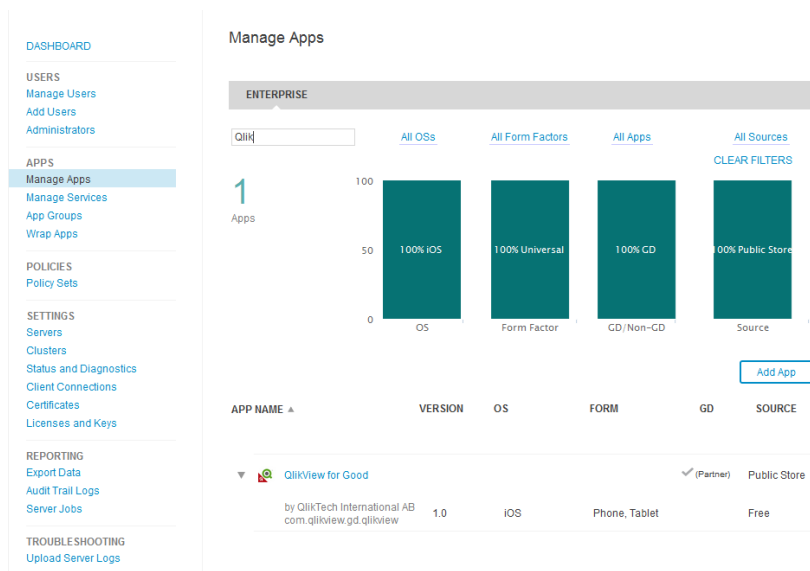 DASHBOARD
USERS
Manage Users
Add Users
Administrators
APPS
Manage Apps
Manage Services
App Groups
Wrap Apps
POLICIES
Policy Sets
SETTINGS
Servers
Clusters
Status and Diagnostics
Client Connections
Certificates
Licenses and Keys
REPORTING
Export Data
Audit Trail Logs
Server Jobs
TROUBLESHOOTING
Upload Server Logs
Manage Apps
ENTERPRISE
Qlik
All OSs All Form Factors All Apps All Sources
CLEAR FILTERS
1
Apps
100
50
0
100% iOS 100% Universal 100% GD 100% Public Store
OS Form Factor GD/Non-GD Source
Add App
APP NAME ▲ VERSION OS FORM GD SOURCE
QlikView for Good (Partner) Public Store
by QlikTech International AB
com.qlikview.gd.qlikview
1.0 iOS Phone, Tablet Free